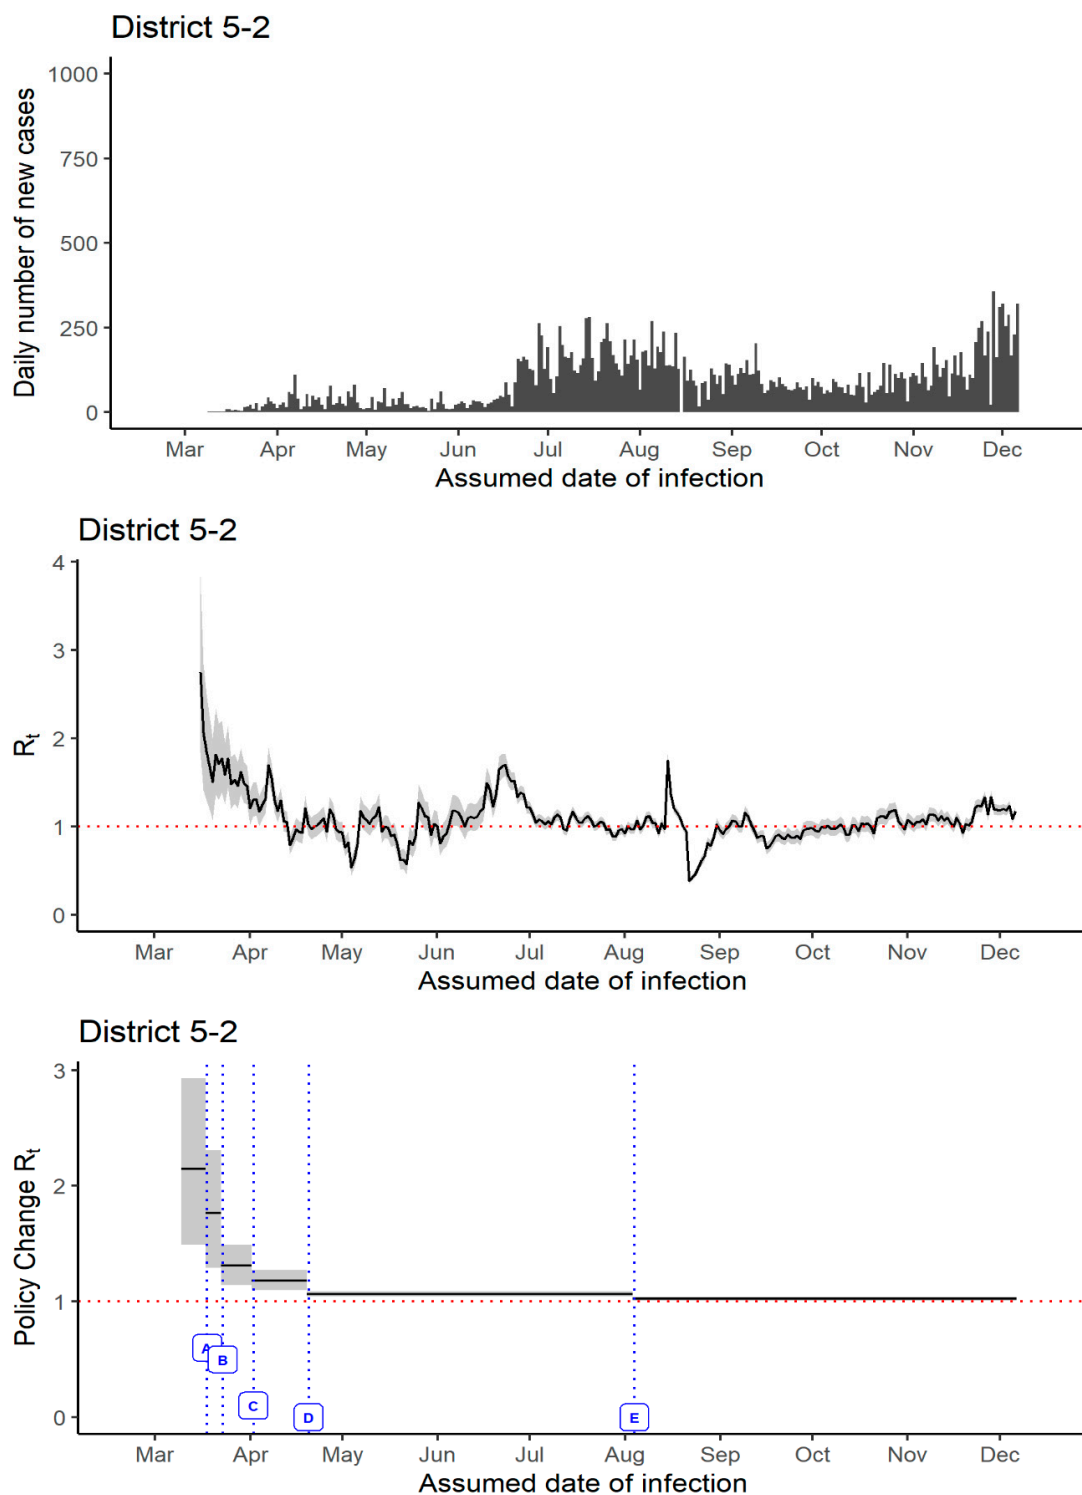 District 5-2
Daily number of new cases
1000
750
500
250
0
Mar Apr May Jun Jul Aug Sep Oct Nov Dec
Assumed date of infection
District 5-2
Rt
4
3
2
1
0
Mar Apr May Jun Jul Aug Sep Oct Nov Dec
Assumed date of infection
District 5-2
Policy Change Rt
3
2
1
0
A
B
C
D
E
Mar Apr May Jun Jul Aug Sep Oct Nov Dec
Assumed date of infection